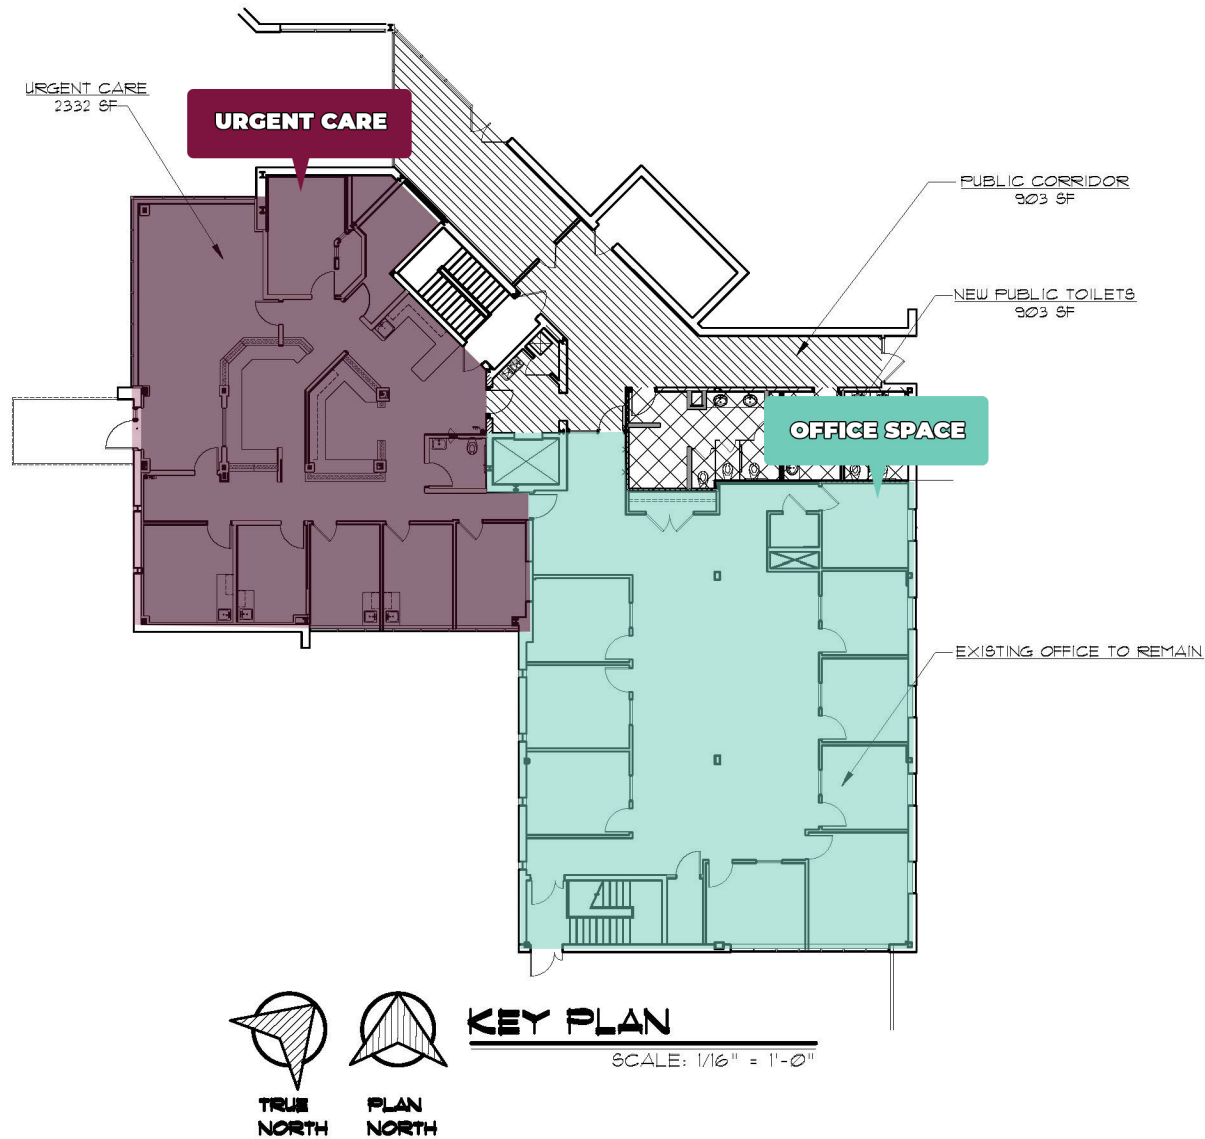 URGENT CARE
2332 SF
URGENT CARE
PUBLIC CORRIDOR
903 SF
NEW PUBLIC TOILETS
903 SF
OFFICE SPACE
EXISTING OFFICE TO REMAIN
KEY PLAN
SCALE: 1/16" = 1'-0"
TRUE
NORTH
PLAN
NORTH